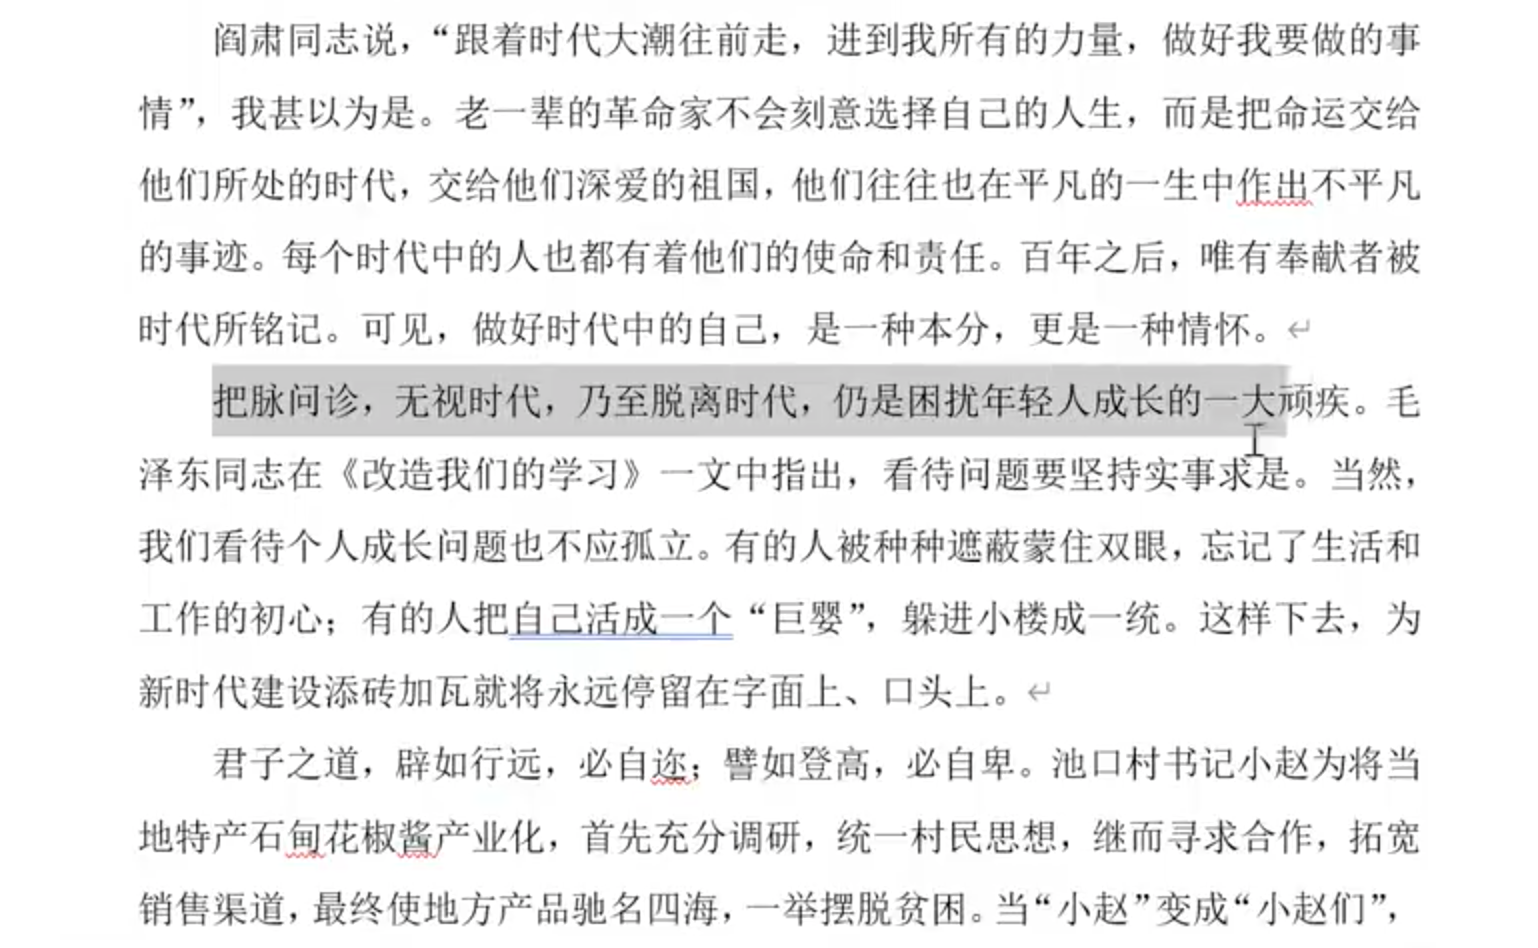 阎肃同志说，“跟着时代大潮往前走，进到我所有的力量，做好我要做的事
情”，我甚以为是。老一辈的革命家不会刻意选择自己的人生，而是把命运交给
他们所处的时代，交给他们深爱的祖国，他们往往也在平凡的一生中作出不平凡
的事迹。每个时代中的人也都有着他们的使命和责任。百年之后，唯有奉献者被
时代所铭记。可见，做好时代中的自己，是一种本分，更是一种情怀。
把脉问诊，无视时代，乃至脱离时代，仍是困扰年轻人成长的一大顽疾。毛
泽东同志在《改造我们的学习》一文中指出，看待问题要坚持实事求是。当然，
我们看待个人成长问题也不应孤立。有的人被种种遮蔽蒙住双眼，忘记了生活和
工作的初心；有的人把自己活成一个“巨婴”，躲进小楼成一统。这样下去，为
新时代建设添砖加瓦就将永远停留在字面上、口头上。
君子之道，辟如行远，必自迩；譬如登高，必自卑。池口村书记小赵为将当
地特产石甸花椒酱产业化，首先充分调研，统一村民思想，继而寻求合作，拓宽
销售渠道，最终使地方产品驰名四海，一举摆脱贫困。当“小赵”变成“小赵们”，